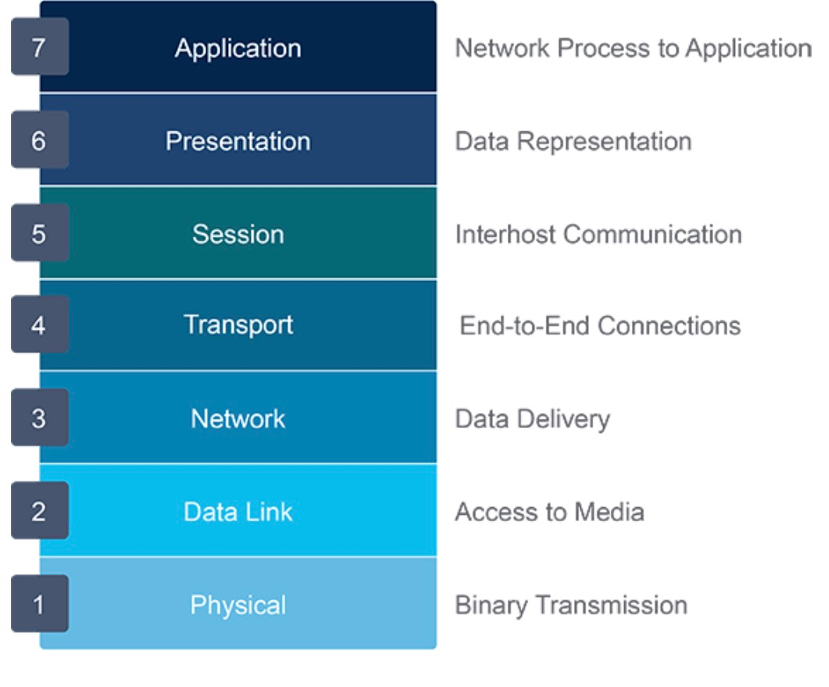 7 Application Network Process to Application
6 Presentation Data Representation
5 Session Interhost Communication
4 Transport End-to-End Connections
3 Network Data Delivery
2 Data Link Access to Media
1 Physical Binary Transmission